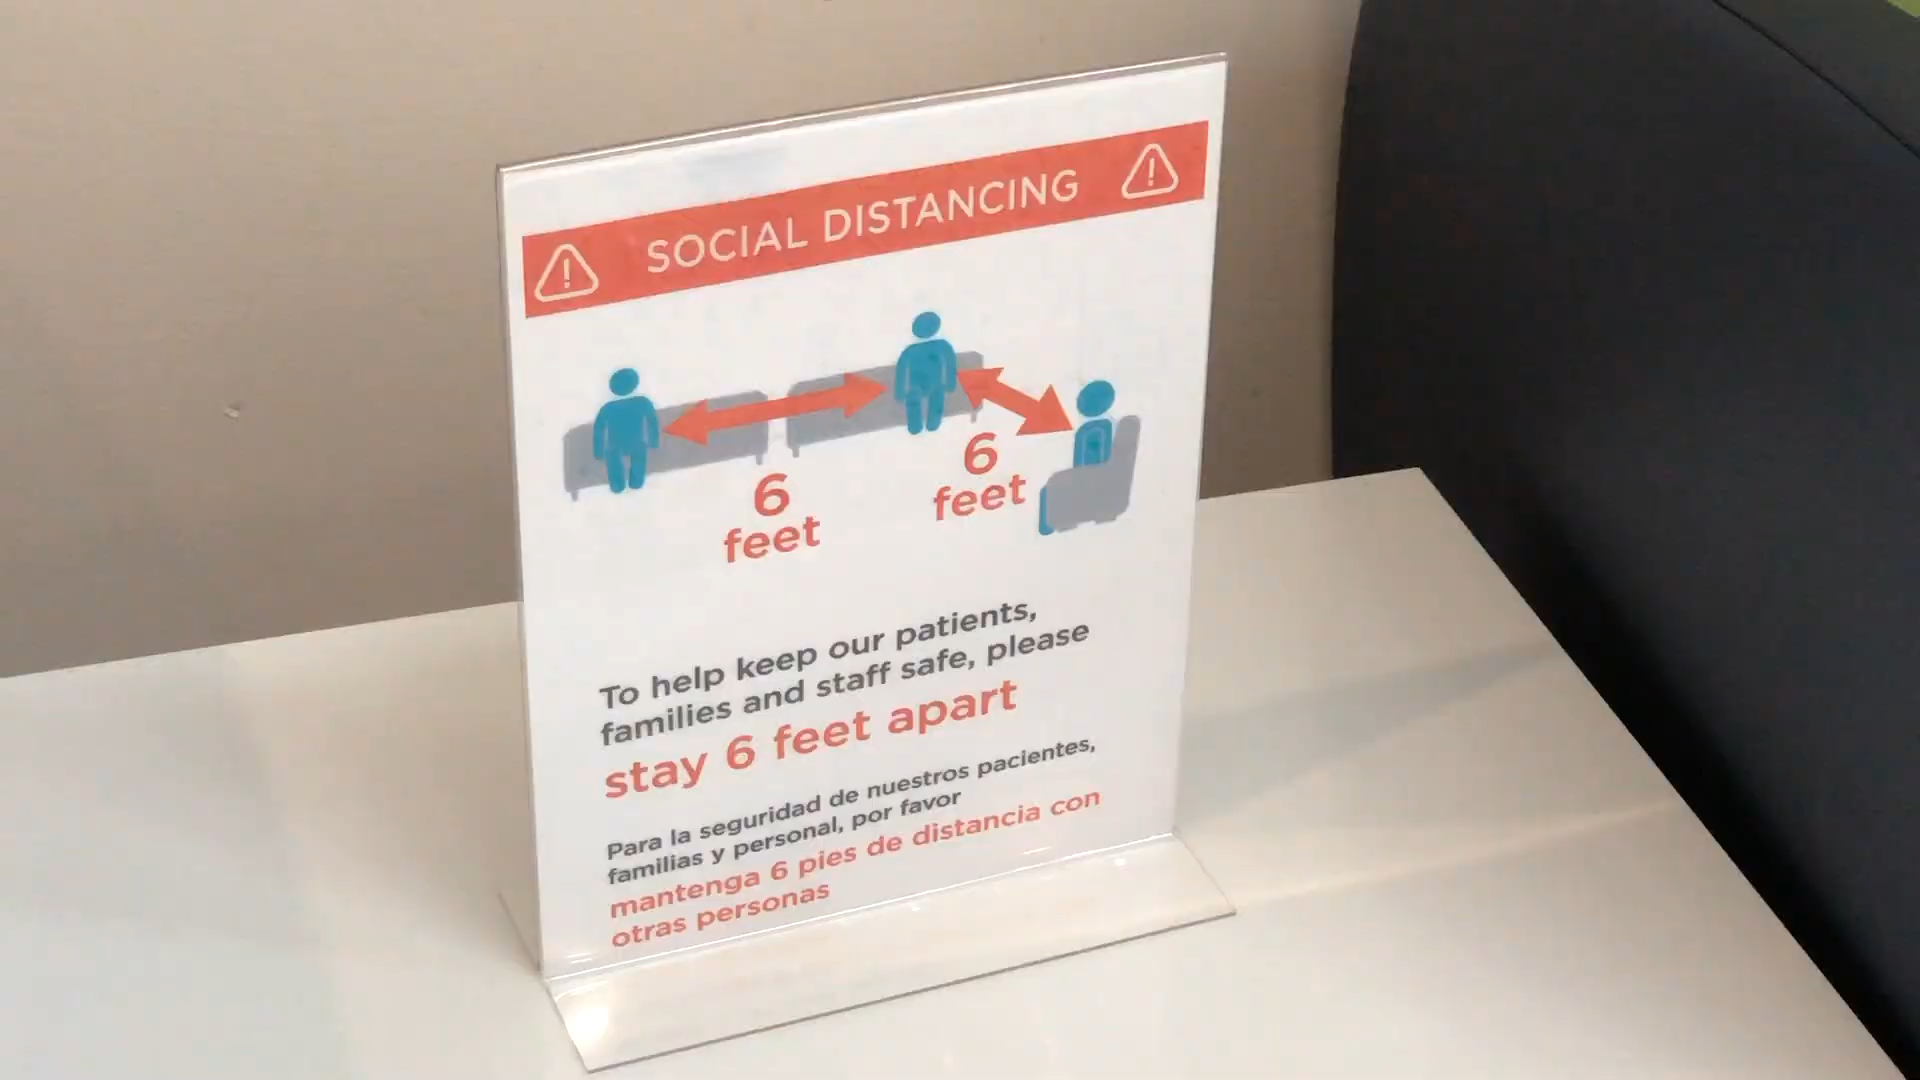 SOCIAL DISTANCING
6
feet
6
feet
To help keep our patients,
families and staff safe, please
stay 6 feet apart
Para la seguridad de nuestros pacientes,
familias y personal, por favor
mantenga 6 pies de distancia con
otras personas